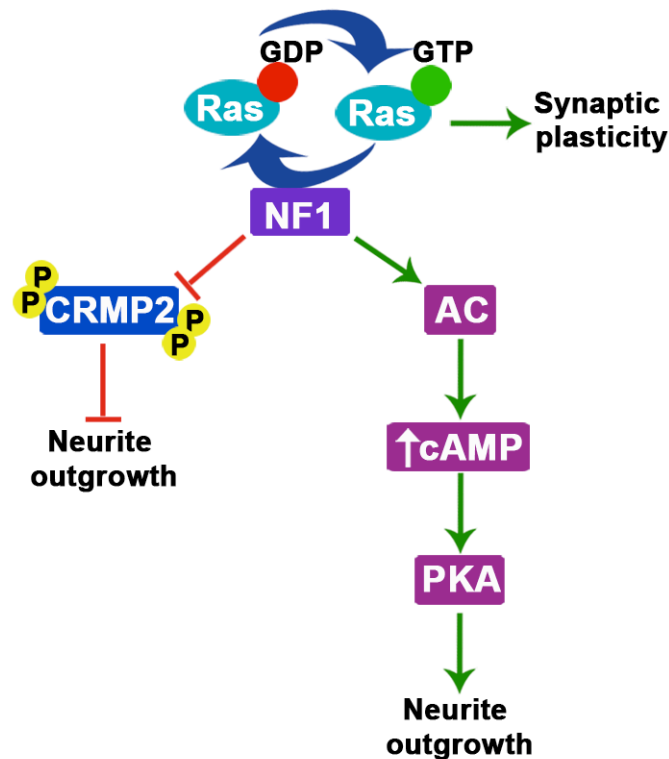 GDP
GTP
Ras
Ras
Synaptic
plasticity
NF1
P
P
CRMP2
P
P
AC
↑cAMP
Neurite
outgrowth
PKA
Neurite
outgrowth